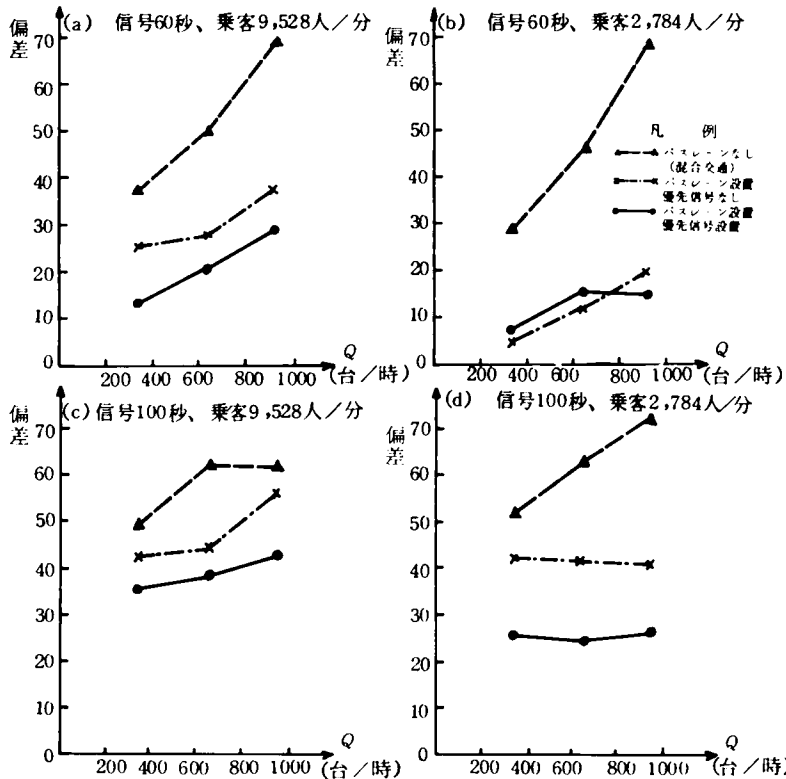 (a) 信号60秒、乗客9,528人/分
偏差
70
60
50
40
30
20
10
0
200 400 600 800 1000
Q
(台/時)
(b) 信号60秒、乗客2,784人/分
偏差
70
60
50
40
30
20
10
0
200 400 600 800 1000
Q
(台/時)
凡 例
バスレーンなし
(混合交通)
バスレーン設置
優先信号なし
バスレーン設置
優先信号設置
(c) 信号100秒、乗客9,528人/分
偏差
70
60
50
40
30
20
10
0
200 400 600 800 1000
Q
(台/時)
(d) 信号100秒、乗客2,784人/分
偏差
70
60
50
40
30
20
10
0
200 400 600 800 1000
Q
(台/時)